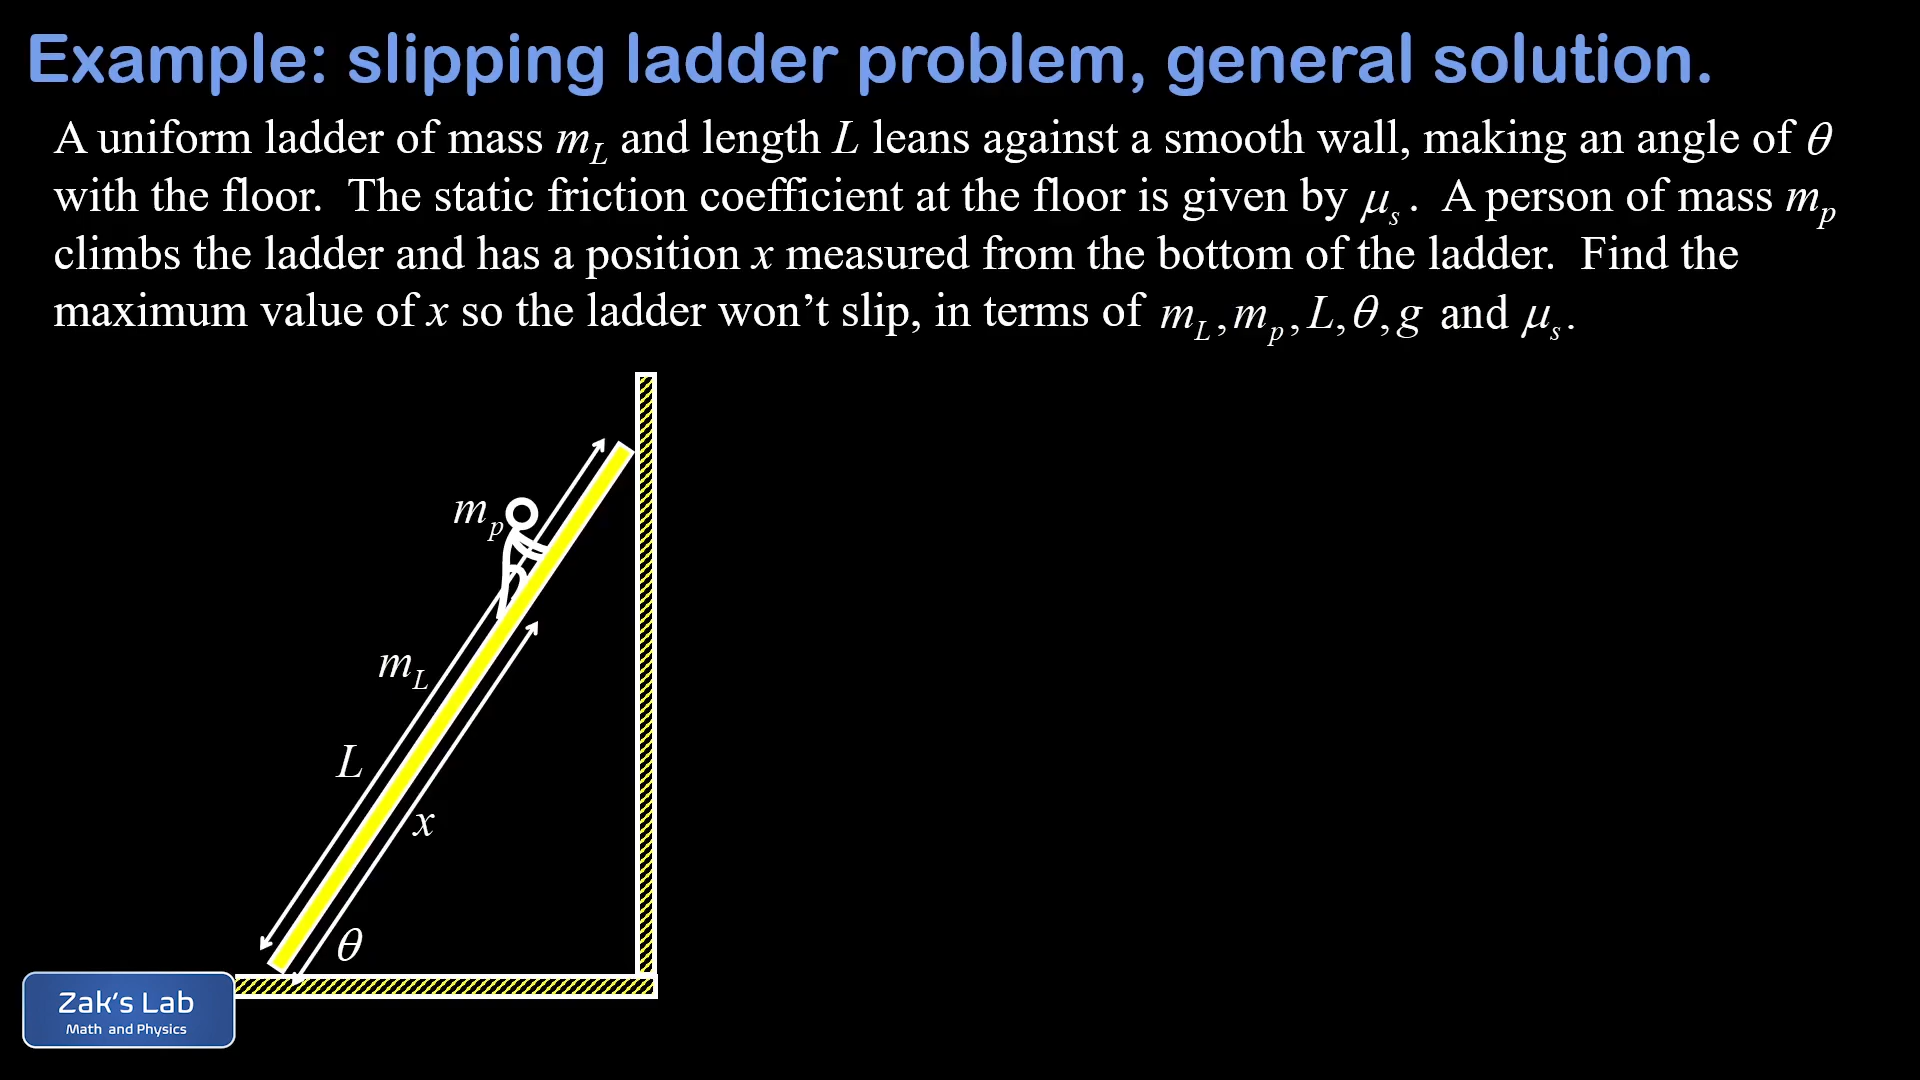 Example: slipping ladder problem, general solution.
A uniform ladder of mass m_L and length L leans against a smooth wall, making an angle of θ
with the floor.  The static friction coefficient at the floor is given by μ_s.  A person of mass m_p
climbs the ladder and has a position x measured from the bottom of the ladder.  Find the
maximum value of x so the ladder won’t slip, in terms of m_L, m_p, L, θ, g and μ_s.
m_p
m_L
L
x
θ
Zak’s Lab
Math and Physics